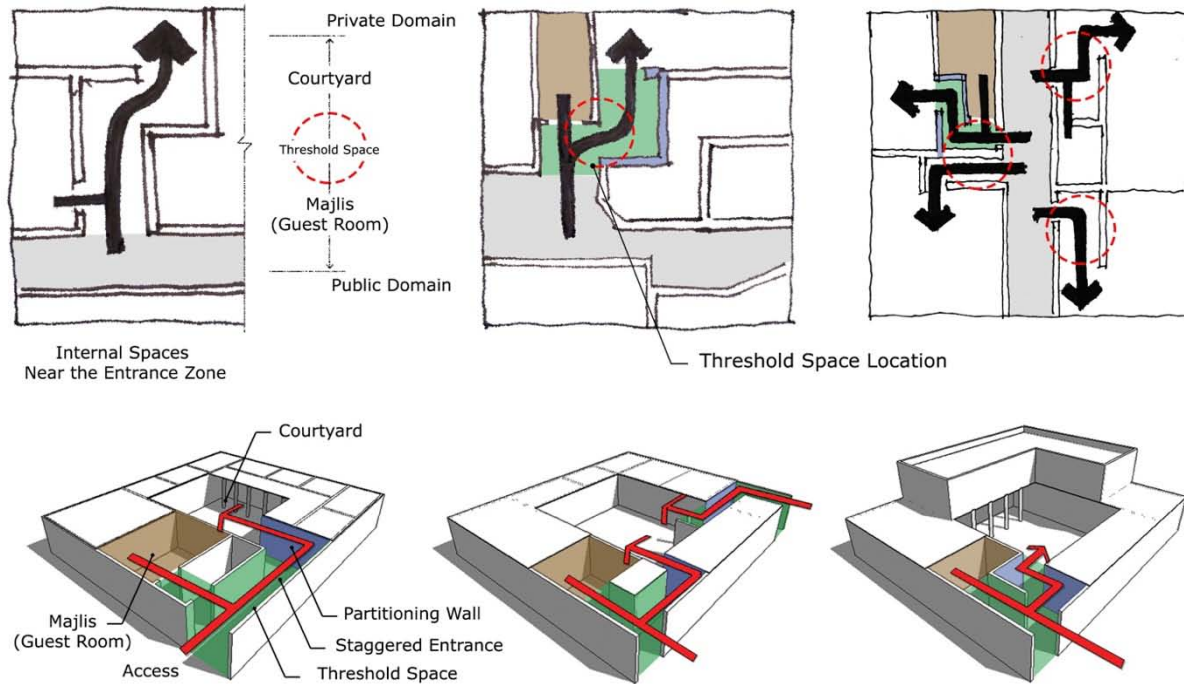 Private Domain
Courtyard
Threshold Space
Majlis
(Guest Room)
Public Domain
Internal Spaces
Near the Entrance Zone
Threshold Space Location
Courtyard
Majlis
(Guest Room)
Access
Partitioning Wall
Staggered Entrance
Threshold Space